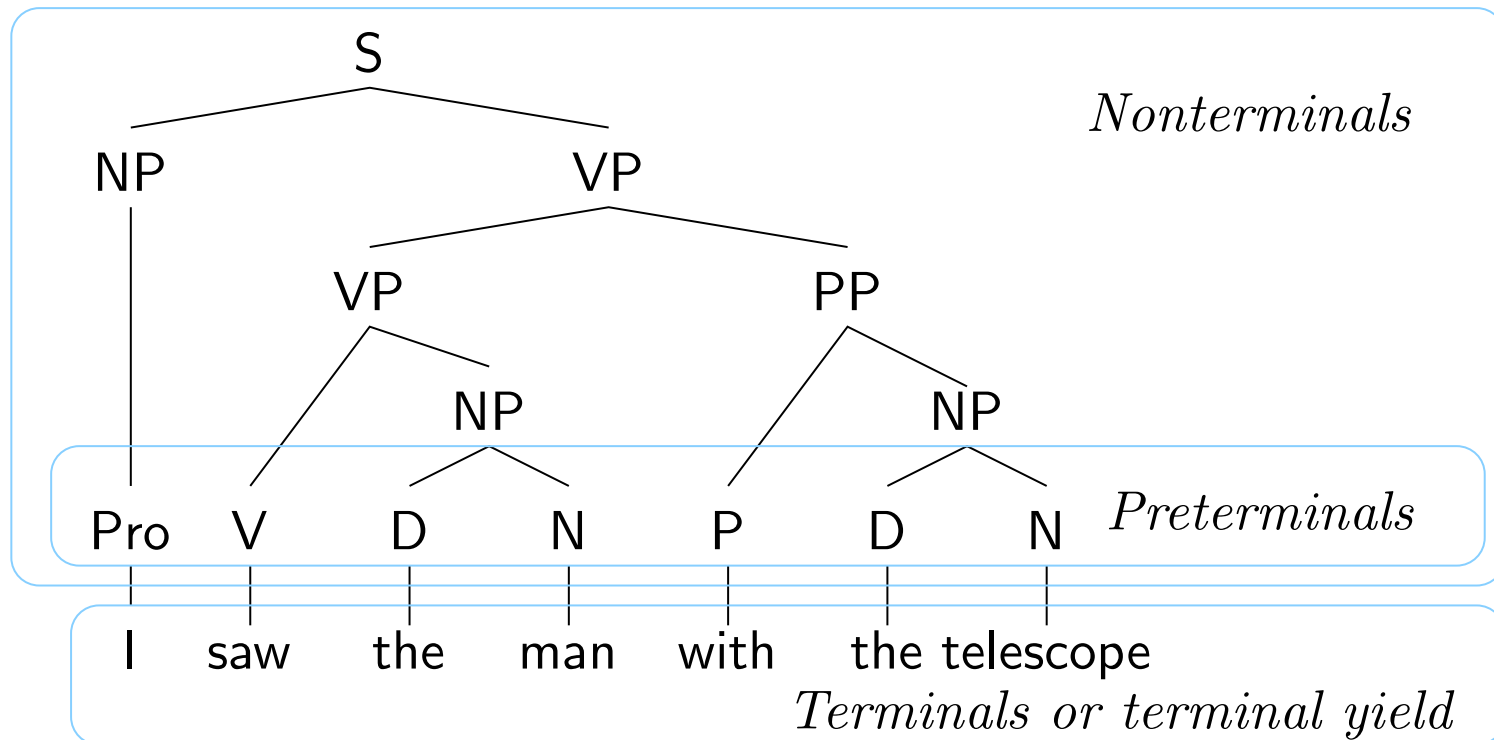 S
Nonterminals
NP VP
VP PP
NP NP
Pro V D N P D N Preterminals
I saw the man with the telescope
Terminals or terminal yield